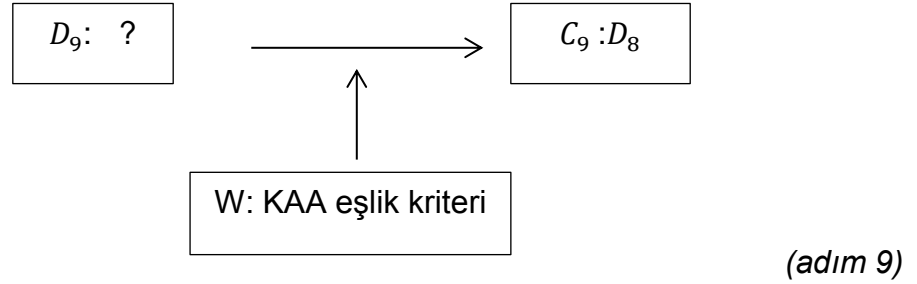 𝐷₉: ?
𝐶₉ :𝐷₈
W: KAA eşlik kriteri
(adım 9)